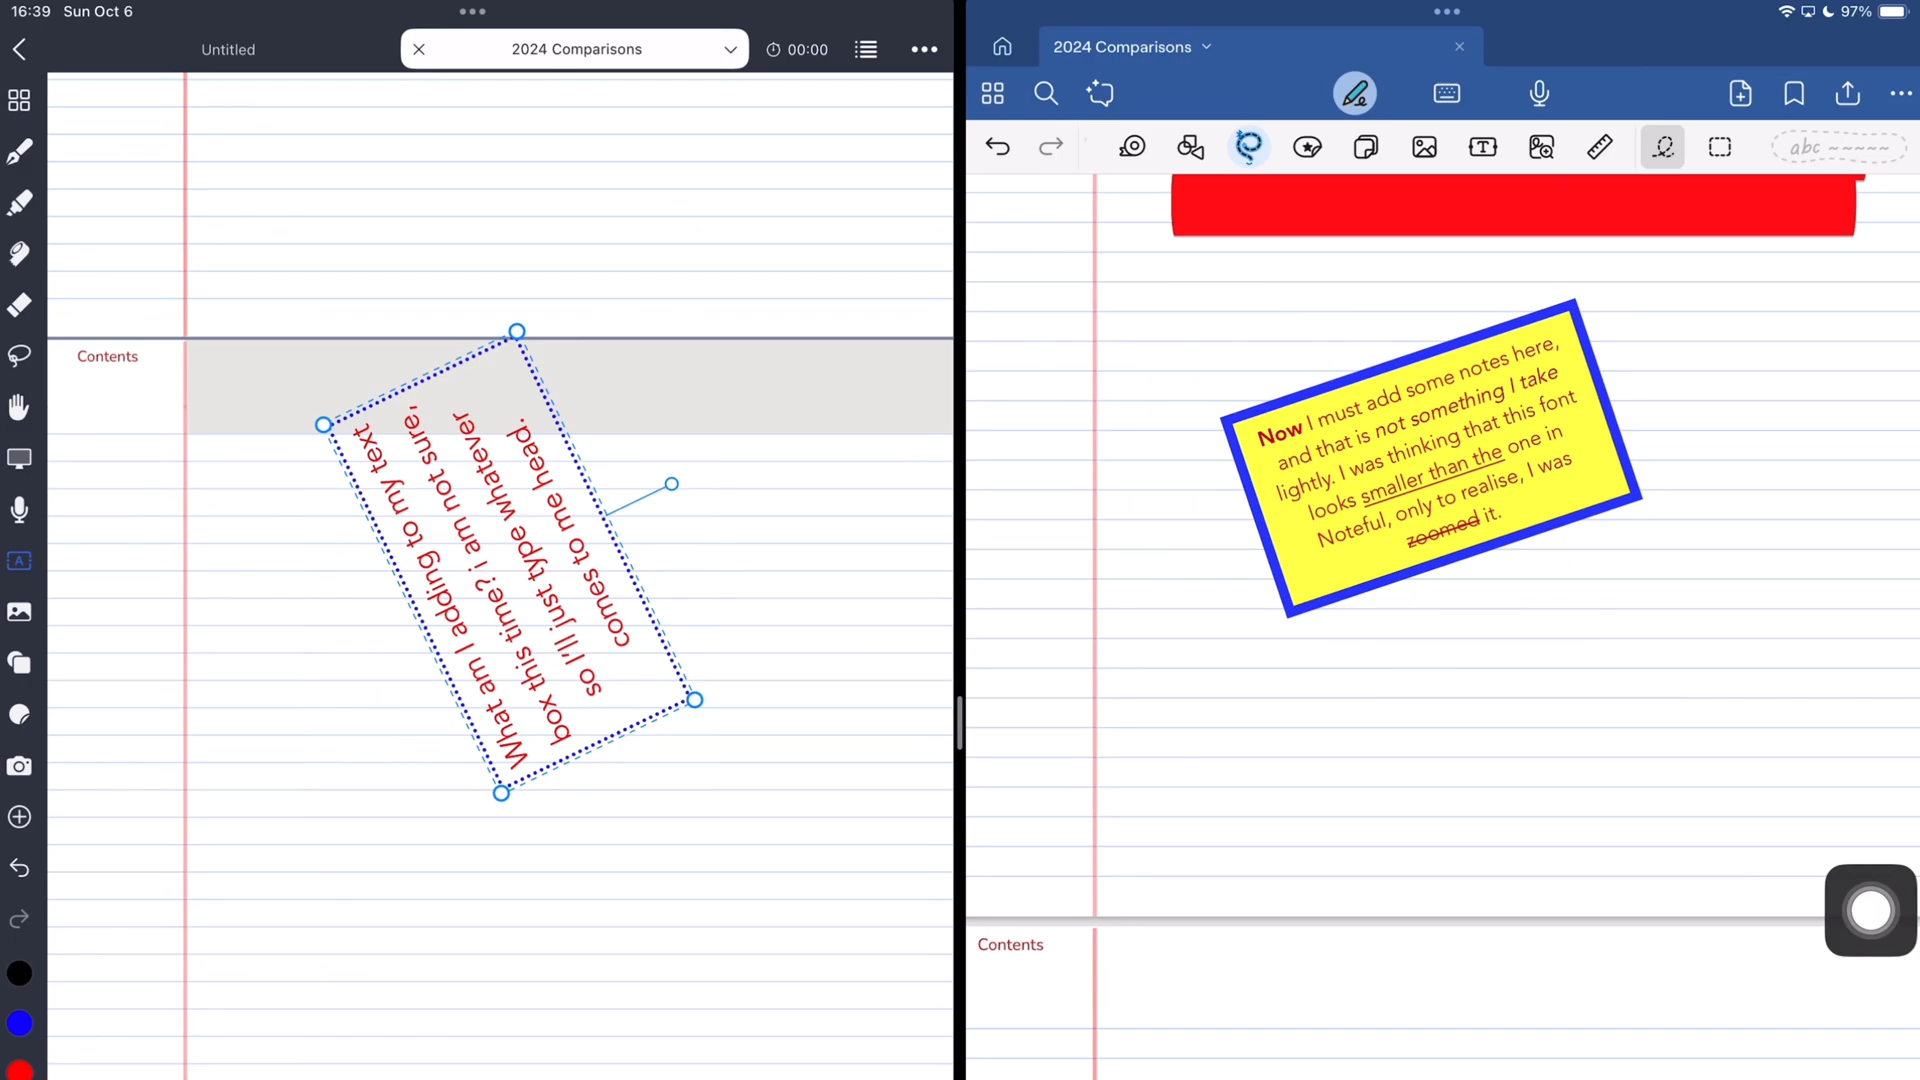 16:39 Sun Oct 6
97%
Untitled
2024 Comparisons
00:00
2024 Comparisons
abc
Contents
What am I adding to my text
box this time? i am not sure,
so I'll just type whatever
comes to me head.
Now I must add some notes here,
and that is not something I take
lightly. I was thinking that this font
looks smaller than the one in
Noteful, only to realise, I was
zoomed it.
Contents